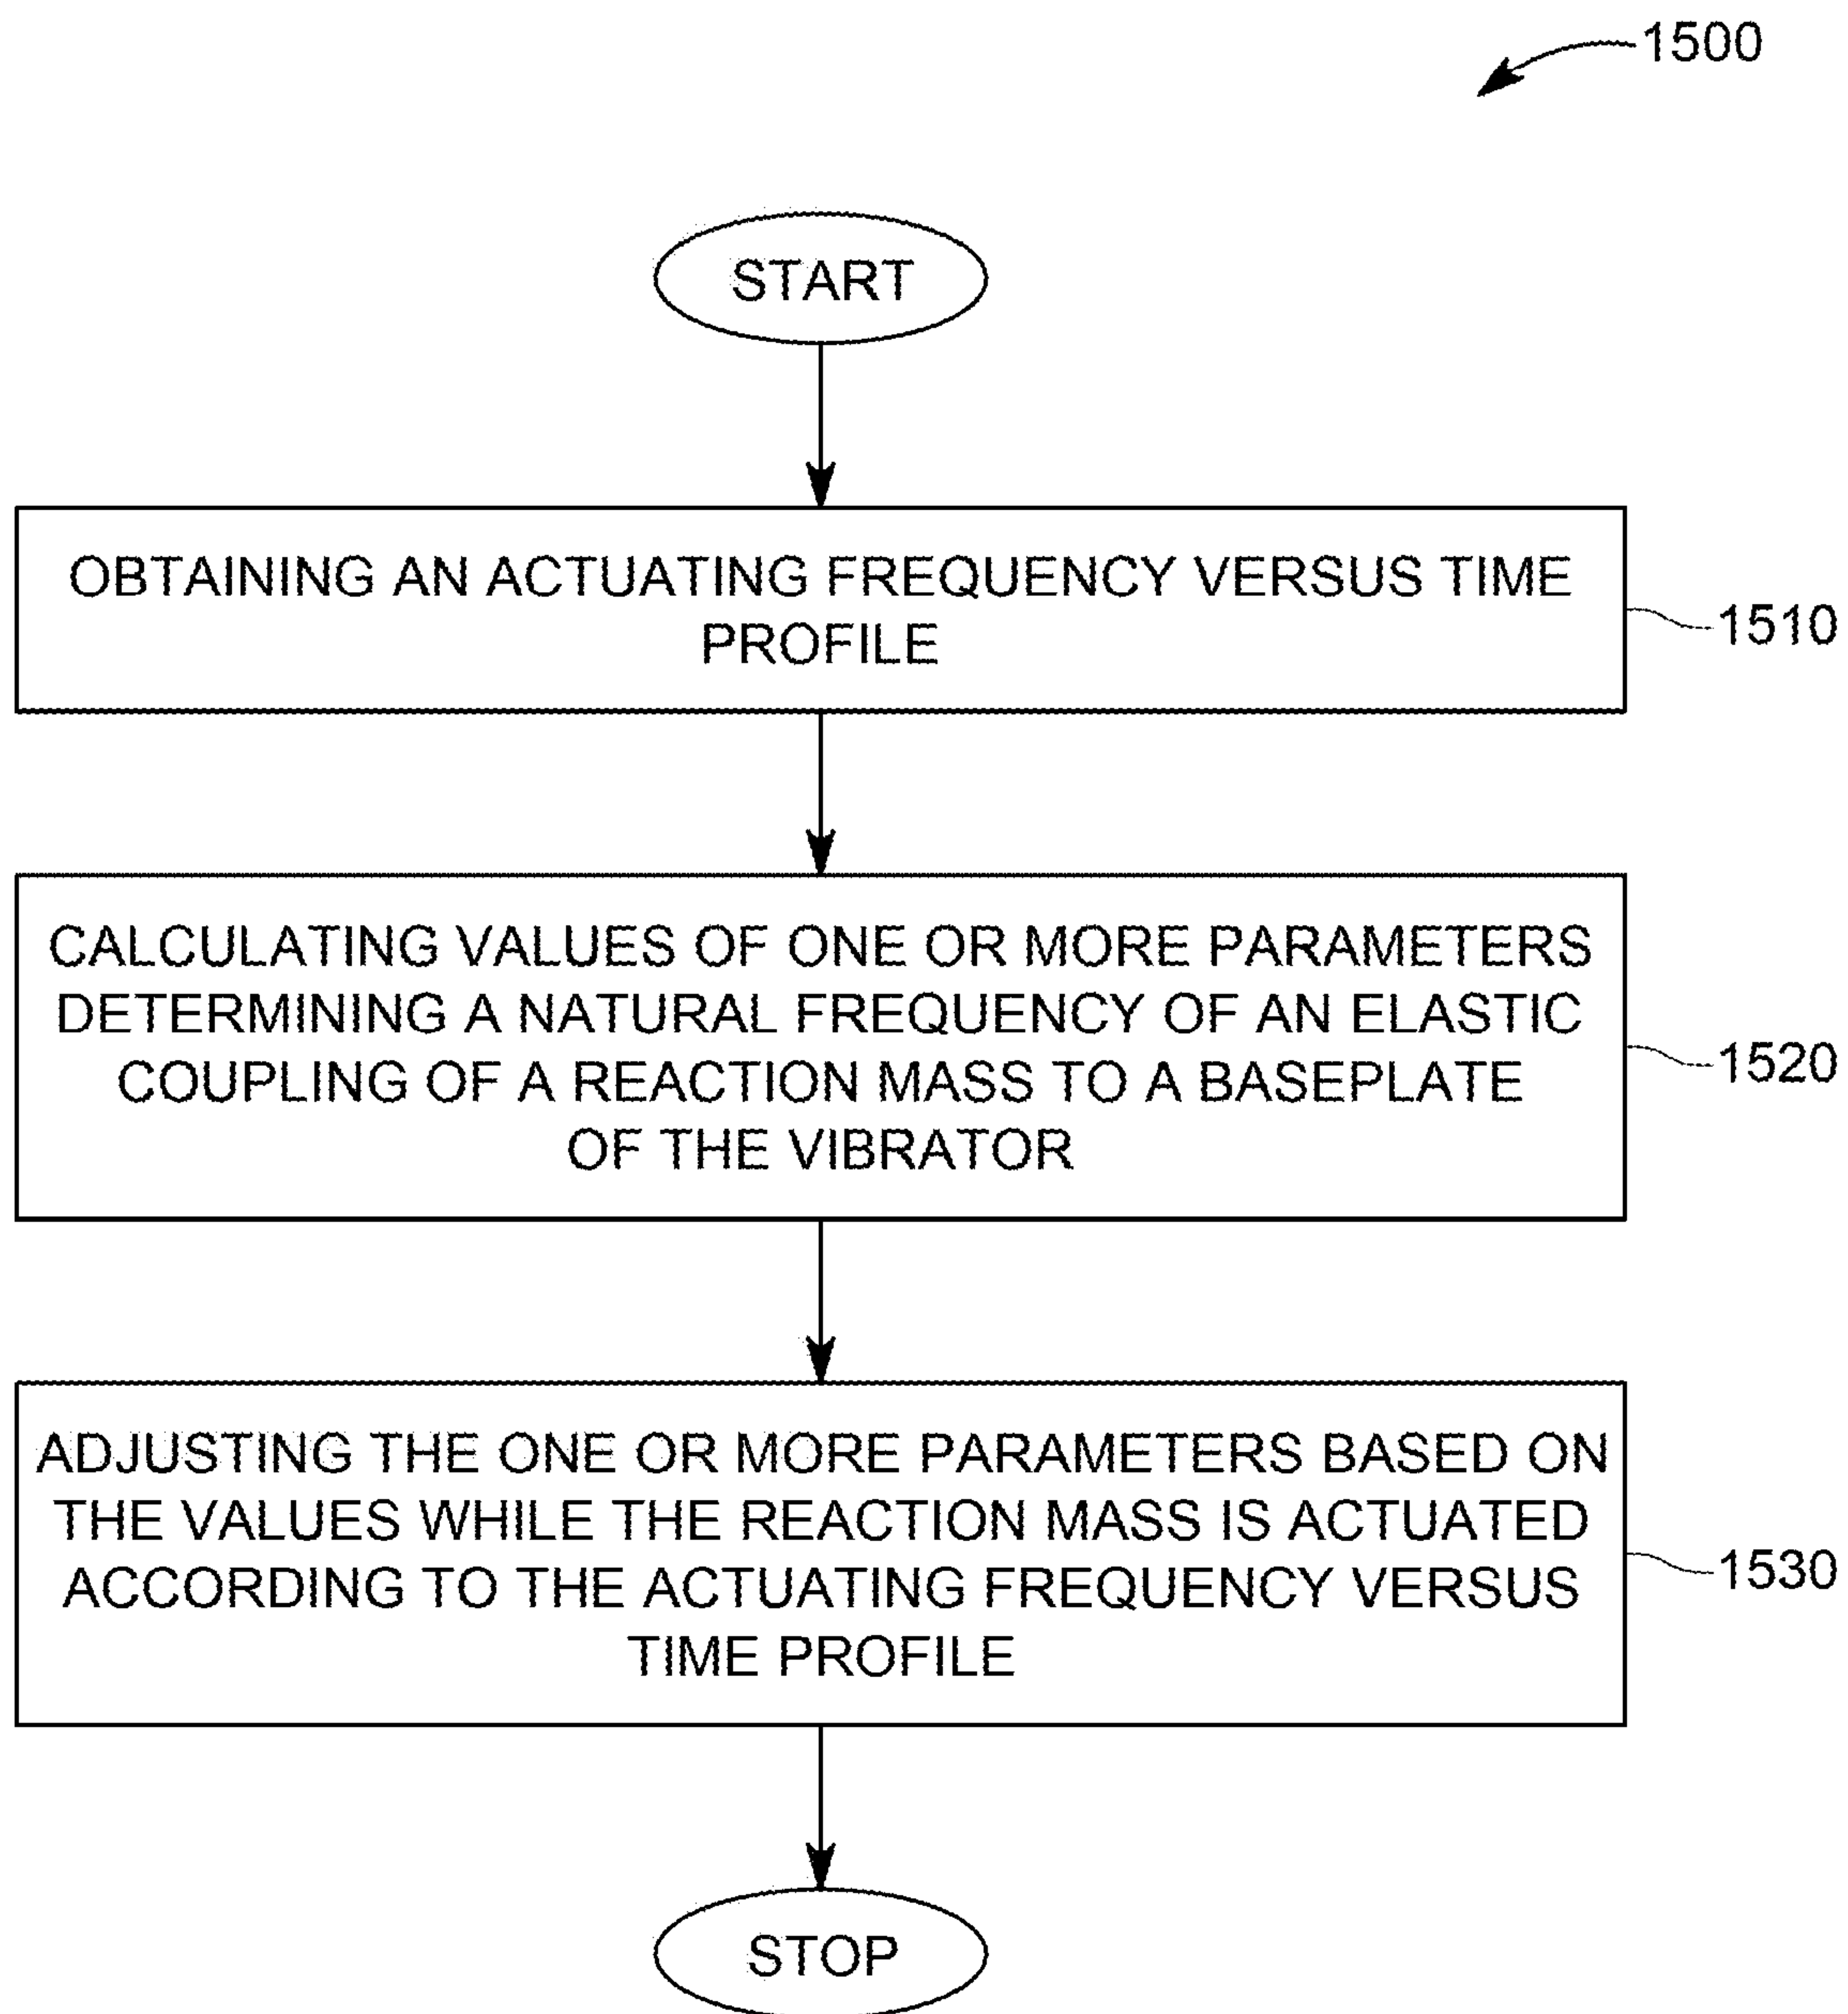 1500
START
OBTAINING AN ACTUATING FREQUENCY VERSUS TIME
PROFILE
1510
CALCULATING VALUES OF ONE OR MORE PARAMETERS
DETERMINING A NATURAL FREQUENCY OF AN ELASTIC
COUPLING OF A REACTION MASS TO A BASEPLATE
OF THE VIBRATOR
1520
ADJUSTING THE ONE OR MORE PARAMETERS BASED ON
THE VALUES WHILE THE REACTION MASS IS ACTUATED
ACCORDING TO THE ACTUATING FREQUENCY VERSUS
TIME PROFILE
1530
STOP